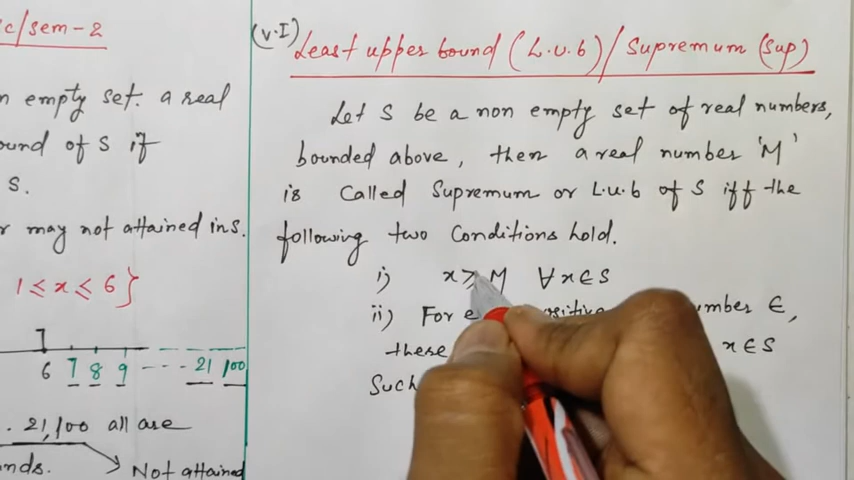 c/sem-2
n empty set. a real
ound of S if
S.
r may not attained in S.
1 ≤ x ≤ 6 }
7
6 7 8 9 --- 21 100
. 21,100 all are
nds. Not attained
(V.I)
Least upper bound (L.u.b) / Supremum (Sup)
Let S be a non empty set of real numbers,
bounded above, then a real number 'M'
is Called Supremum or L.u.b of S iff the
following two Conditions hold.
i) x ≥ M ∀ x ∈ S
ii) For e sitive umber ∈,
these x ∈ S
Such